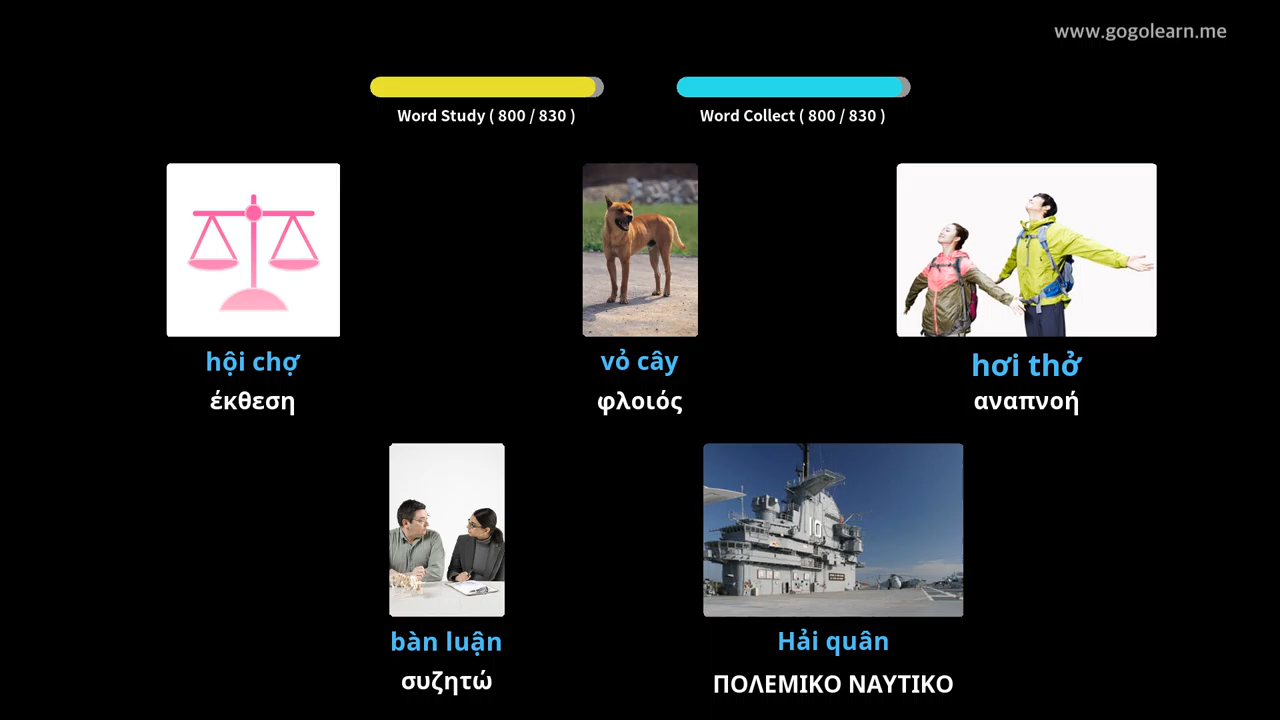 www.gogolearn.me
Word Study ( 800 / 830 )
Word Collect ( 800 / 830 )
hội chợ
vỏ cây
hơi thở
έκθεση
φλοιός
αναπνοή
10
bàn luận
Hải quân
συζητώ
ΠΟΛΕΜΙΚΟ ΝΑΥΤΙΚΟ